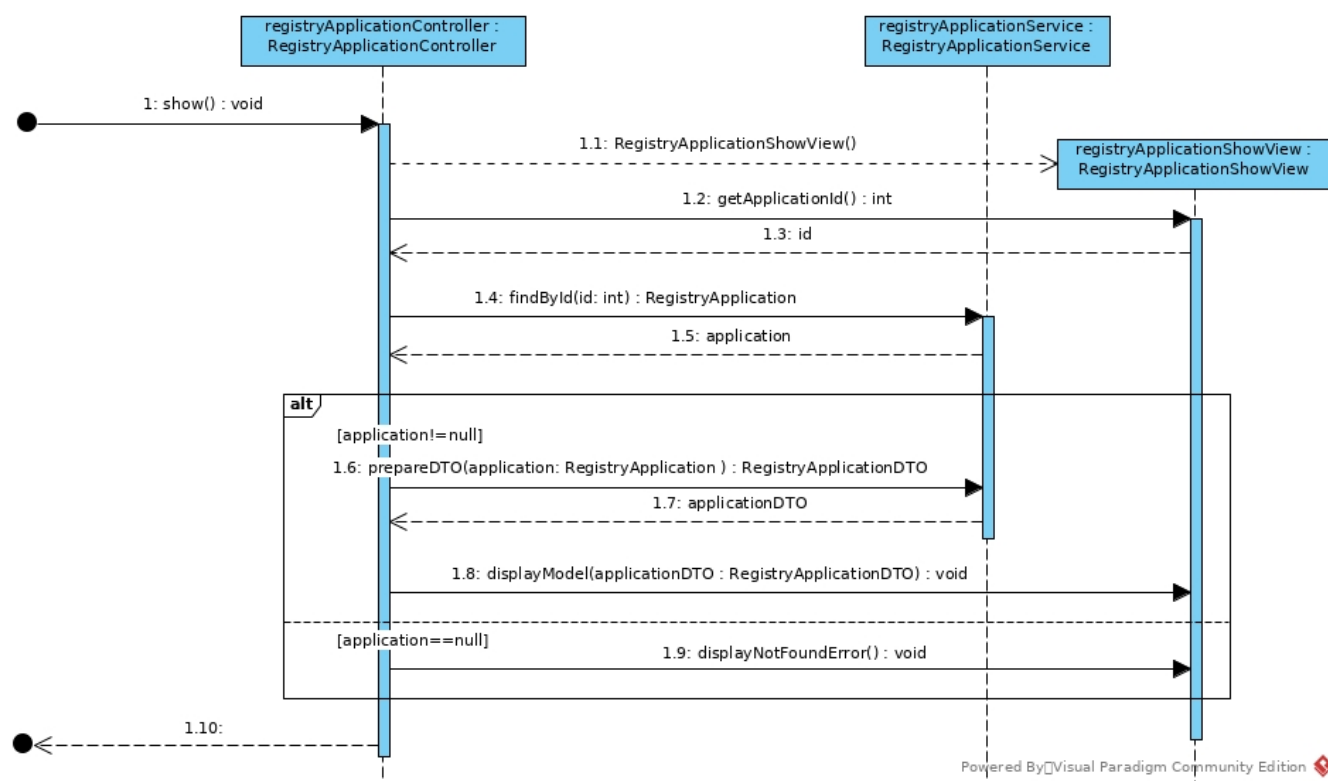 registryApplicationController :
RegistryApplicationController
registryApplicationService :
RegistryApplicationService
1: show() : void
1.1: RegistryApplicationShowView()
registryApplicationShowView :
RegistryApplicationShowView
1.2: getApplicationId() : int
1.3: id
1.4: findById(id: int) : RegistryApplication
1.5: application
alt
[application!=null]
1.6: prepareDTO(application: RegistryApplication ) : RegistryApplicationDTO
1.7: applicationDTO
1.8: displayModel(applicationDTO : RegistryApplicationDTO) : void
[application==null]
1.9: displayNotFoundError() : void
1.10:
Powered By Visual Paradigm Community Edition